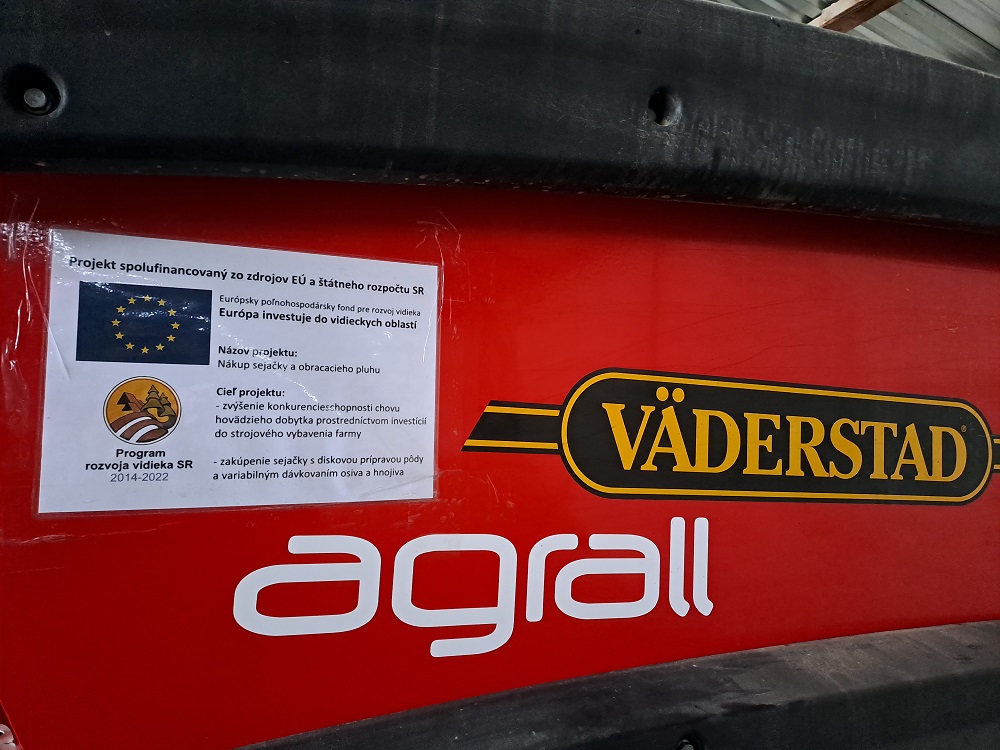 Projekt spolufinancovaný zo zdrojov EÚ a štátneho rozpočtu SR
Európsky poľnohospodársky fond pre rozvoj vidieka
Európa investuje do vidieckych oblastí
Názov projektu:
Nákup sejačky a obracacieho pluhu
Cieľ projektu:
- zvýšenie konkurencieschopnosti chovu
hovädzieho dobytka prostredníctvom investícií
do strojového vybavenia farmy
- zakúpenie sejačky s diskovou prípravou pôdy
a variabilným dávkovaním osiva a hnojiva
Program
rozvoja vidieka SR
2014-2022
VÄDERSTAD
agrall